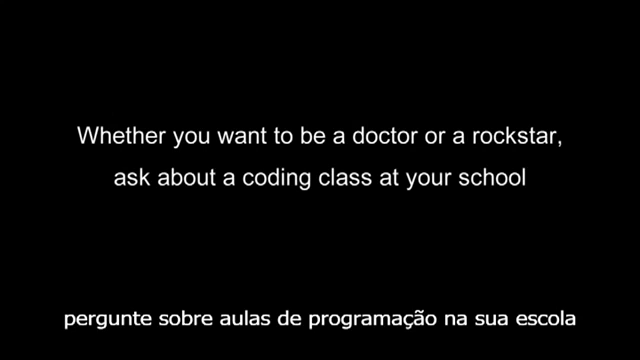 Whether you want to be a doctor or a rockstar,
ask about a coding class at your school
pergunte sobre aulas de programação na sua escola